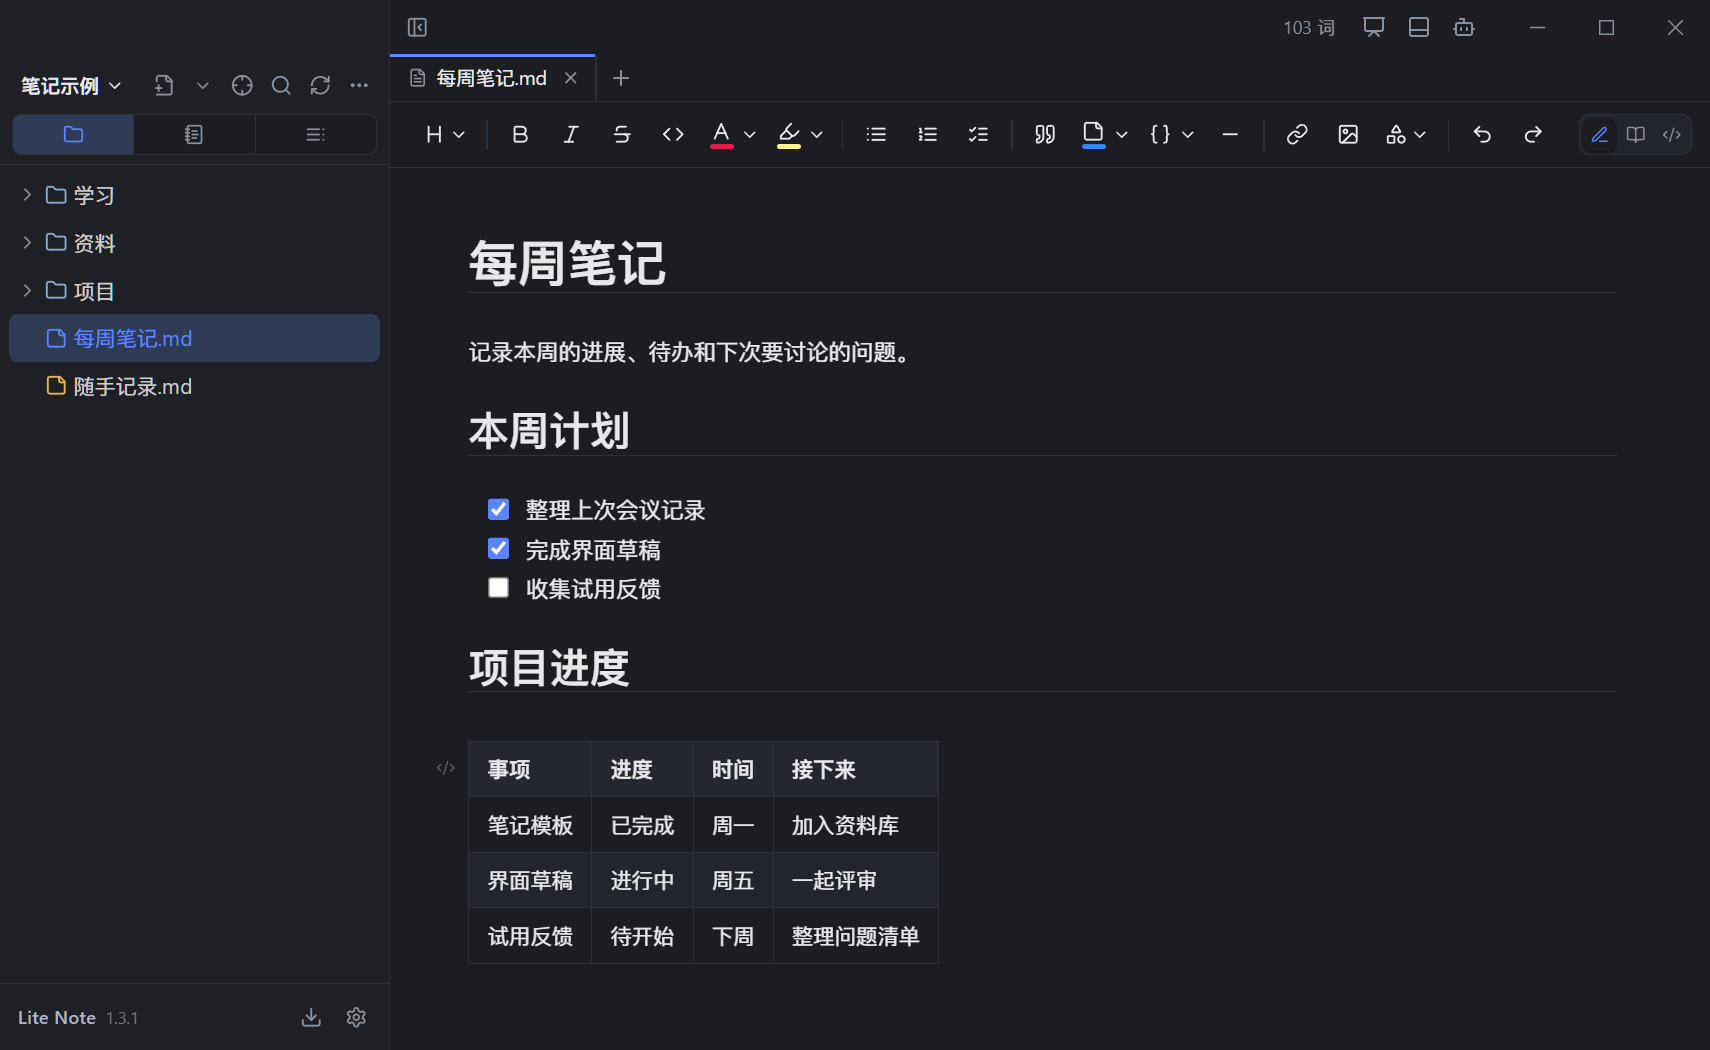 103 词
笔记示例
每周笔记.md
H B I S A
学习
资料
项目
每周笔记.md
随手记录.md
每周笔记
记录本周的进展、待办和下次要讨论的问题。
本周计划
整理上次会议记录
完成界面草稿
收集试用反馈
项目进度
事项 进度 时间 接下来
笔记模板 已完成 周一 加入资料库
界面草稿 进行中 周五 一起评审
试用反馈 待开始 下周 整理问题清单
Lite Note 1.3.1